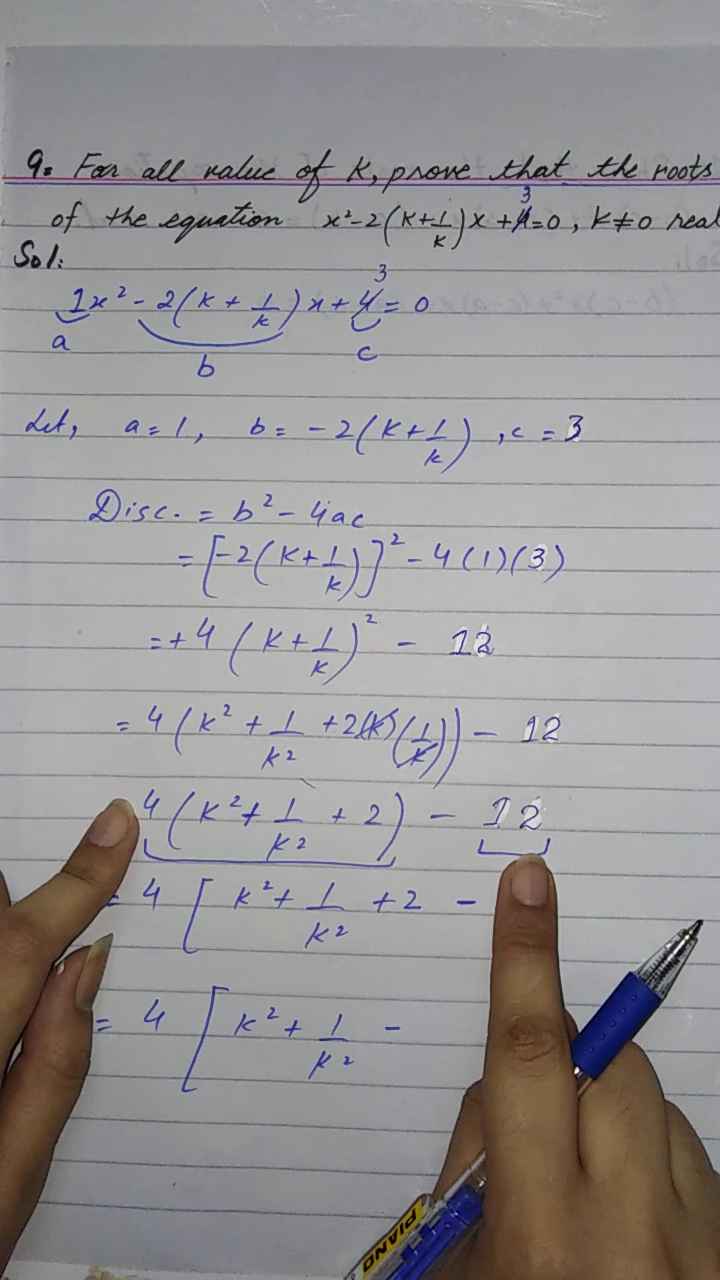 9. For all value of K, prove that the roots
of the equation x²-2(K+1/K)x+3=0, K≠0 real
Sol:
1x²-2(K+1/K)x+3=0
a b c
Let, a=1, b=-2(K+1/K), c=3
Disc. = b²-4ac
=[-2(K+1/K)]²-4(1)(3)
=+4(K+1/K)²-12
=4(K²+1/K²+2(K)(1/K))-12
4(K²+1/K²+2)-12
=4[K²+1/K²+2-
=4[K²+1/K²-
PIANO